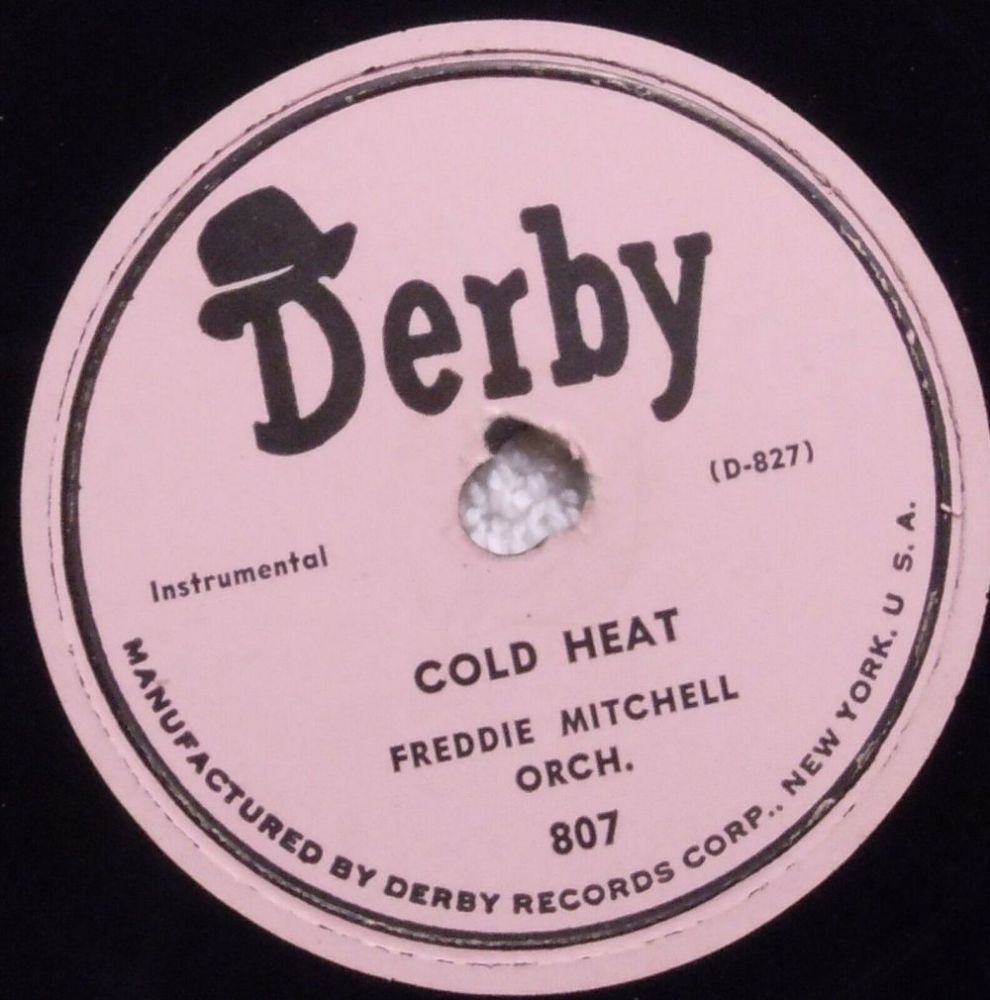 Derby
(D-827)
Instrumental
COLD HEAT
FREDDIE MITCHELL
ORCH.
807
MANUFACTURED BY DERBY RECORDS CORP.. NEW YORK. U S. A.